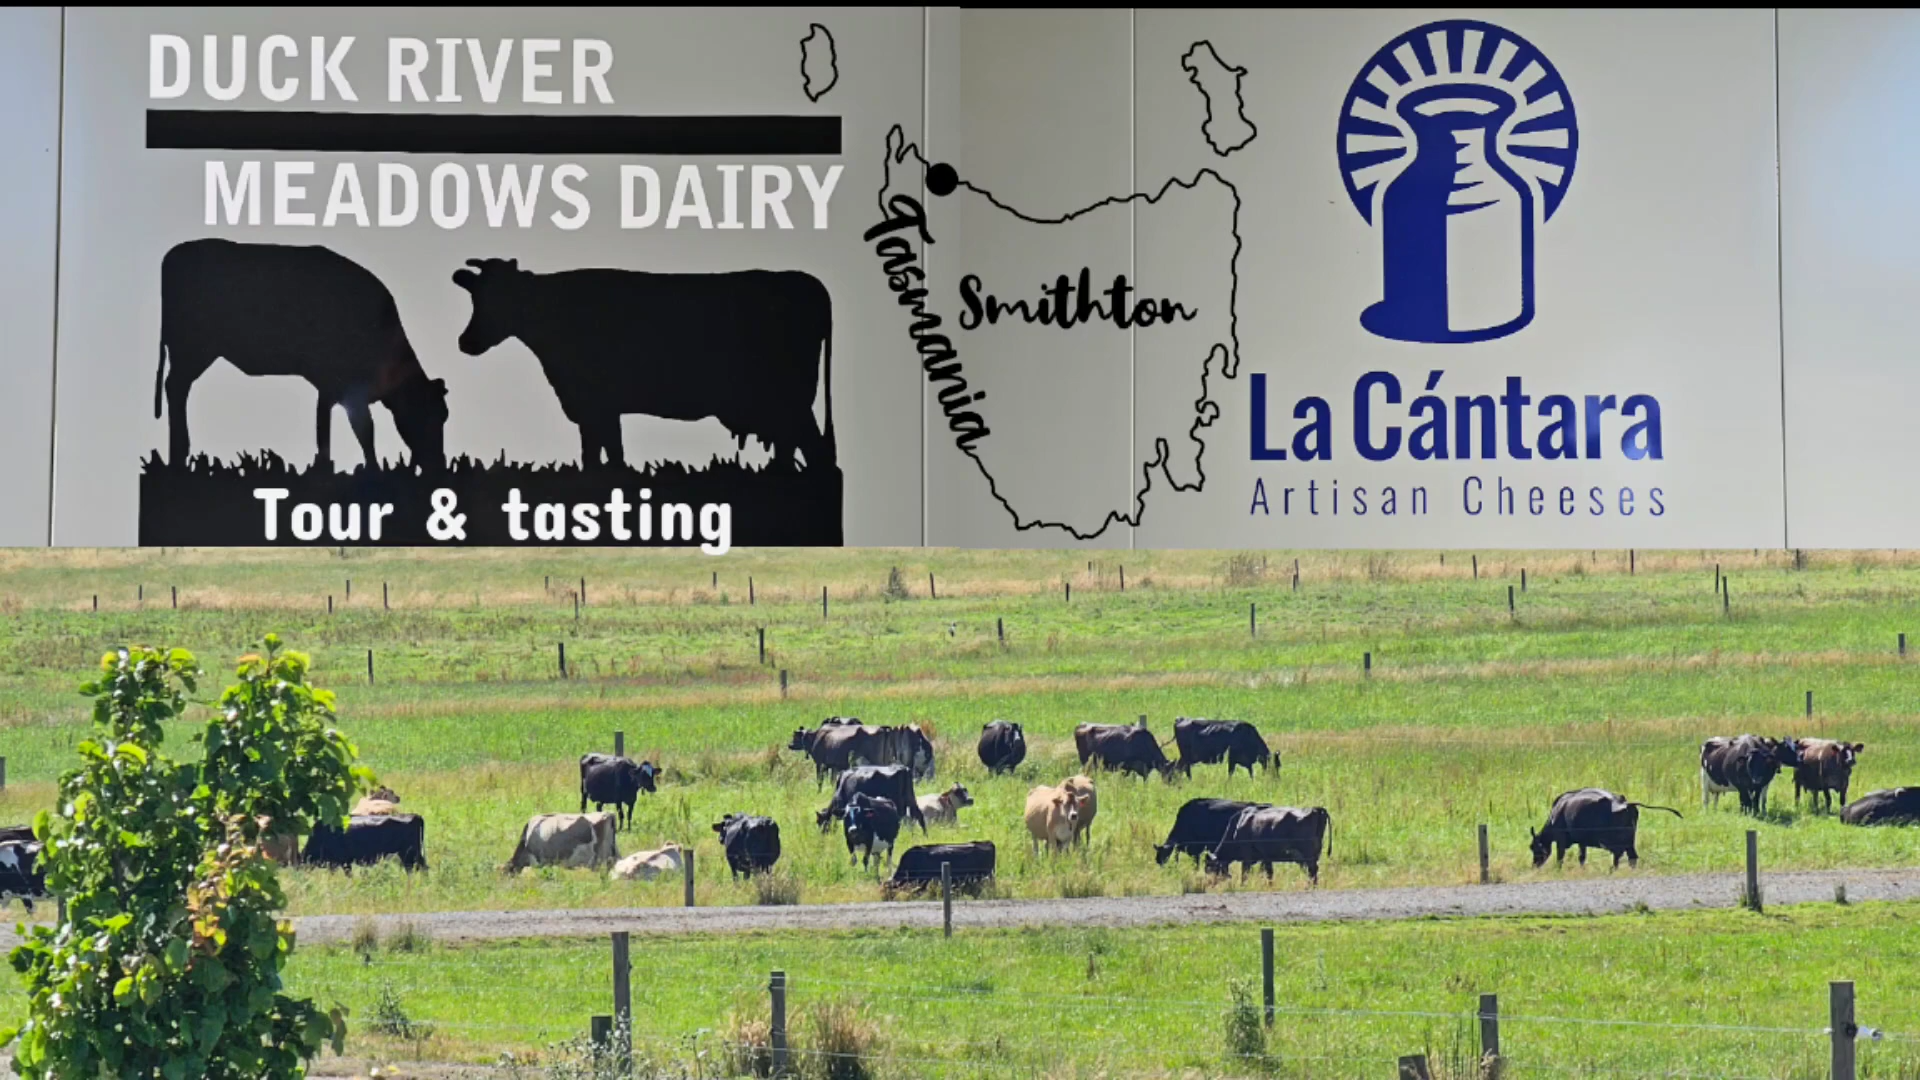 DUCK RIVER
MEADOWS DAIRY
Tour & tasting
Tasmania
Smithton
La Cántara
Artisan Cheeses